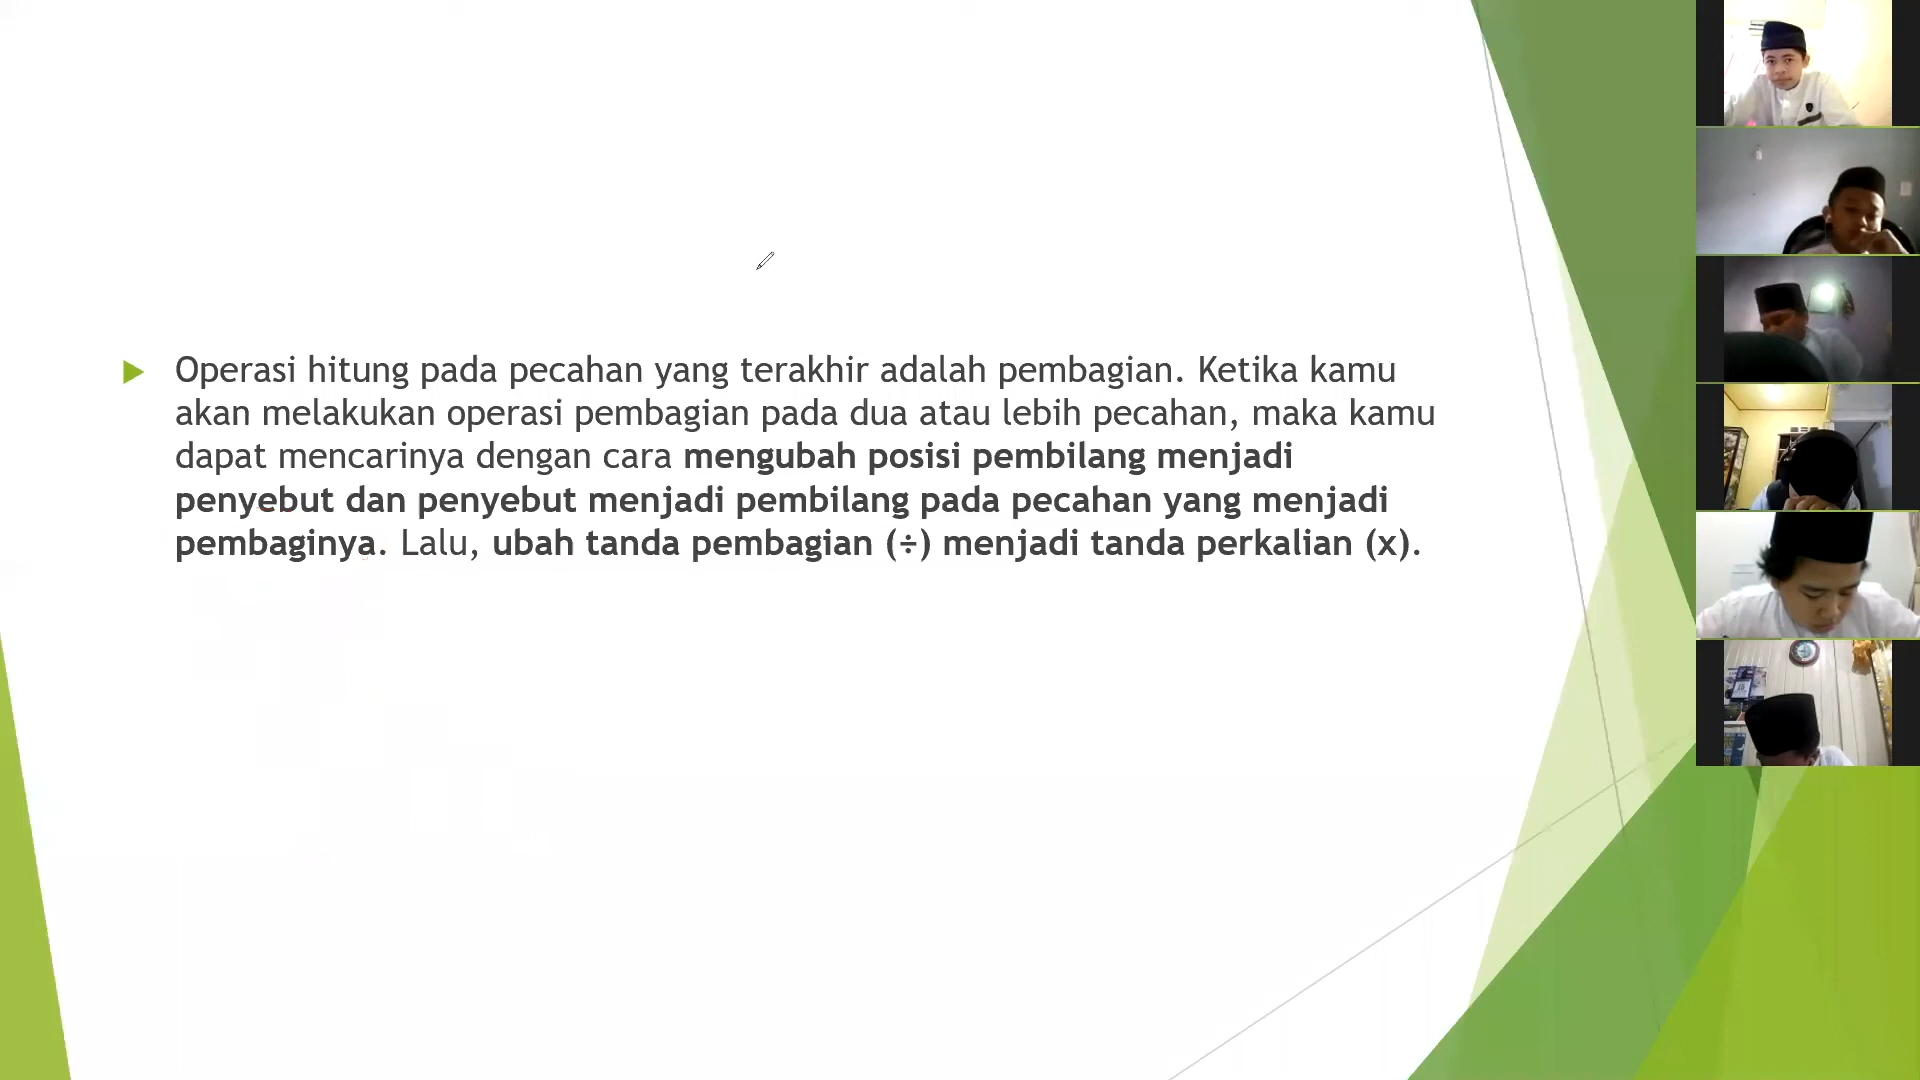 Operasi hitung pada pecahan yang terakhir adalah pembagian. Ketika kamu
akan melakukan operasi pembagian pada dua atau lebih pecahan, maka kamu
dapat mencarinya dengan cara mengubah posisi pembilang menjadi
penyebut dan penyebut menjadi pembilang pada pecahan yang menjadi
pembaginya. Lalu, ubah tanda pembagian (÷) menjadi tanda perkalian (x).